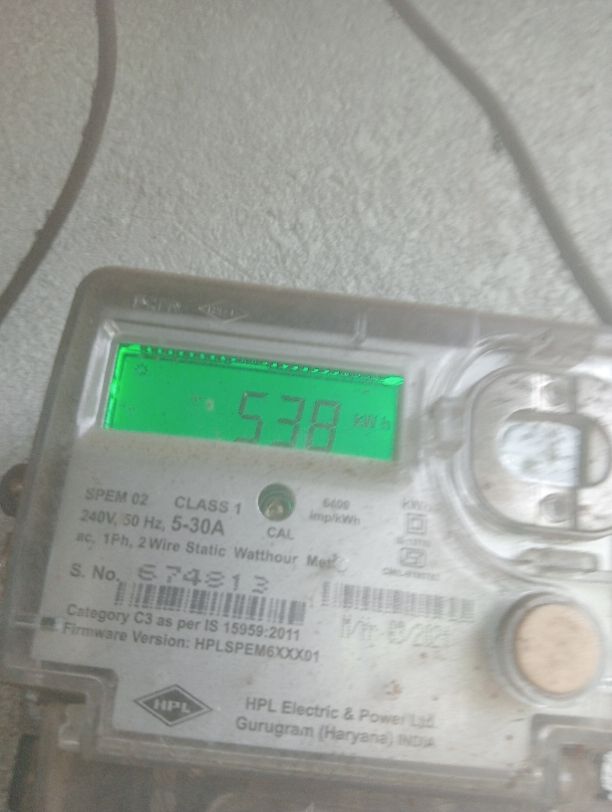 538 kWh
SPEM 02 CLASS 1
240V, 50 Hz, 5-30A
CAL
imp/kWh
ac, 1Ph, 2 Wire Static Watthour Meter
S. No. 674813
Category C3 as per IS 15959:2011
Firmware Version: HPLSPEM6XXX01
HPL
HPL Electric & Power Ltd.
Gurugram (Haryana) INDIA